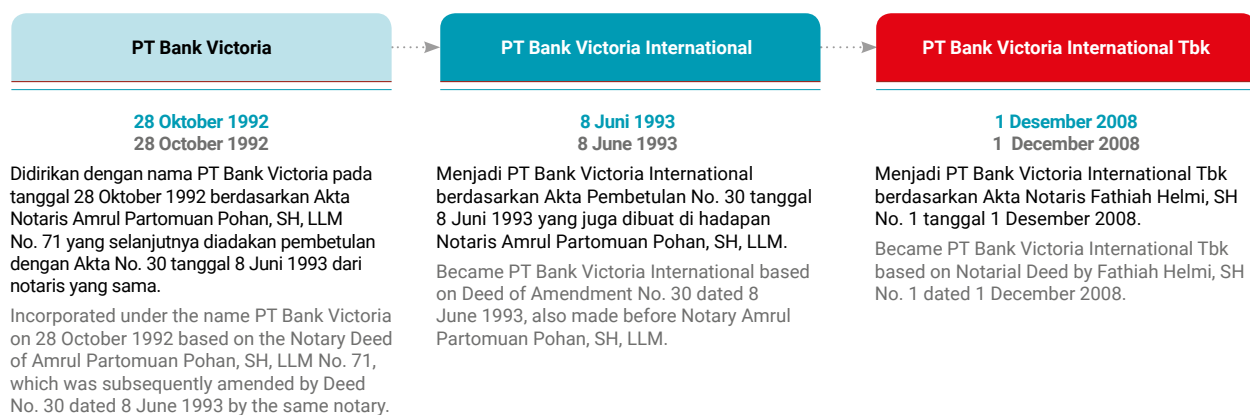 PT Bank Victoria
28 Oktober 1992
28 October 1992
Didirikan dengan nama PT Bank Victoria pada
tanggal 28 Oktober 1992 berdasarkan Akta
Notaris Amrul Partomuan Pohan, SH, LLM
No. 71 yang selanjutnya diadakan pembetulan
dengan Akta No. 30 tanggal 8 Juni 1993 dari
notaris yang sama.
Incorporated under the name PT Bank Victoria
on 28 October 1992 based on the Notary Deed
of Amrul Partomuan Pohan, SH, LLM No. 71,
which was subsequently amended by Deed
No. 30 dated 8 June 1993 by the same notary.
PT Bank Victoria International
8 Juni 1993
8 June 1993
Menjadi PT Bank Victoria International
berdasarkan Akta Pembetulan No. 30 tanggal
8 Juni 1993 yang juga dibuat di hadapan
Notaris Amrul Partomuan Pohan, SH, LLM.
Became PT Bank Victoria International based
on Deed of Amendment No. 30 dated 8
June 1993, also made before Notary Amrul
Partomuan Pohan, SH, LLM.
PT Bank Victoria International Tbk
1 Desember 2008
1 December 2008
Menjadi PT Bank Victoria International Tbk
berdasarkan Akta Notaris Fathiah Helmi, SH
No. 1 tanggal 1 Desember 2008.
Became PT Bank Victoria International Tbk
based on Notarial Deed by Fathiah Helmi, SH
No. 1 dated 1 December 2008.